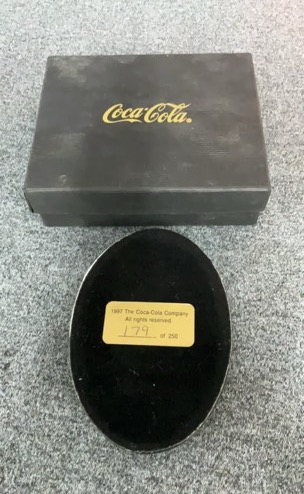 Coca-Cola®
1997 The Coca-Cola Company
All rights reserved.
179 of 250